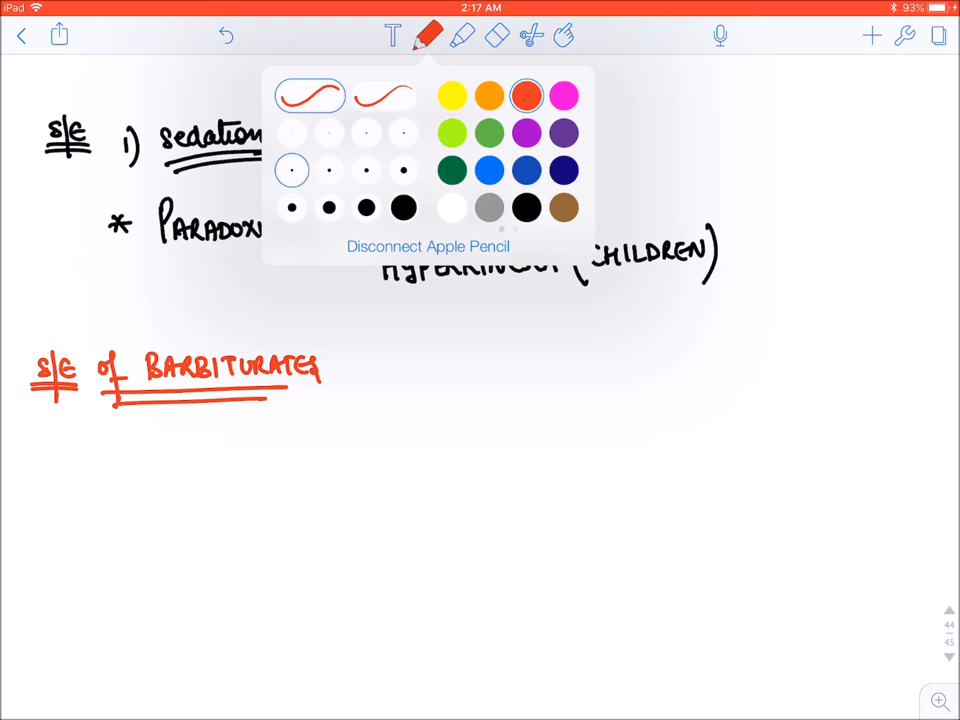 iPad 2:17 AM 93%
T
S/E 1) Sedation
* PARADOX
Disconnect Apple Pencil
(CHILDREN)
S/E of BARBITURATES
44
45